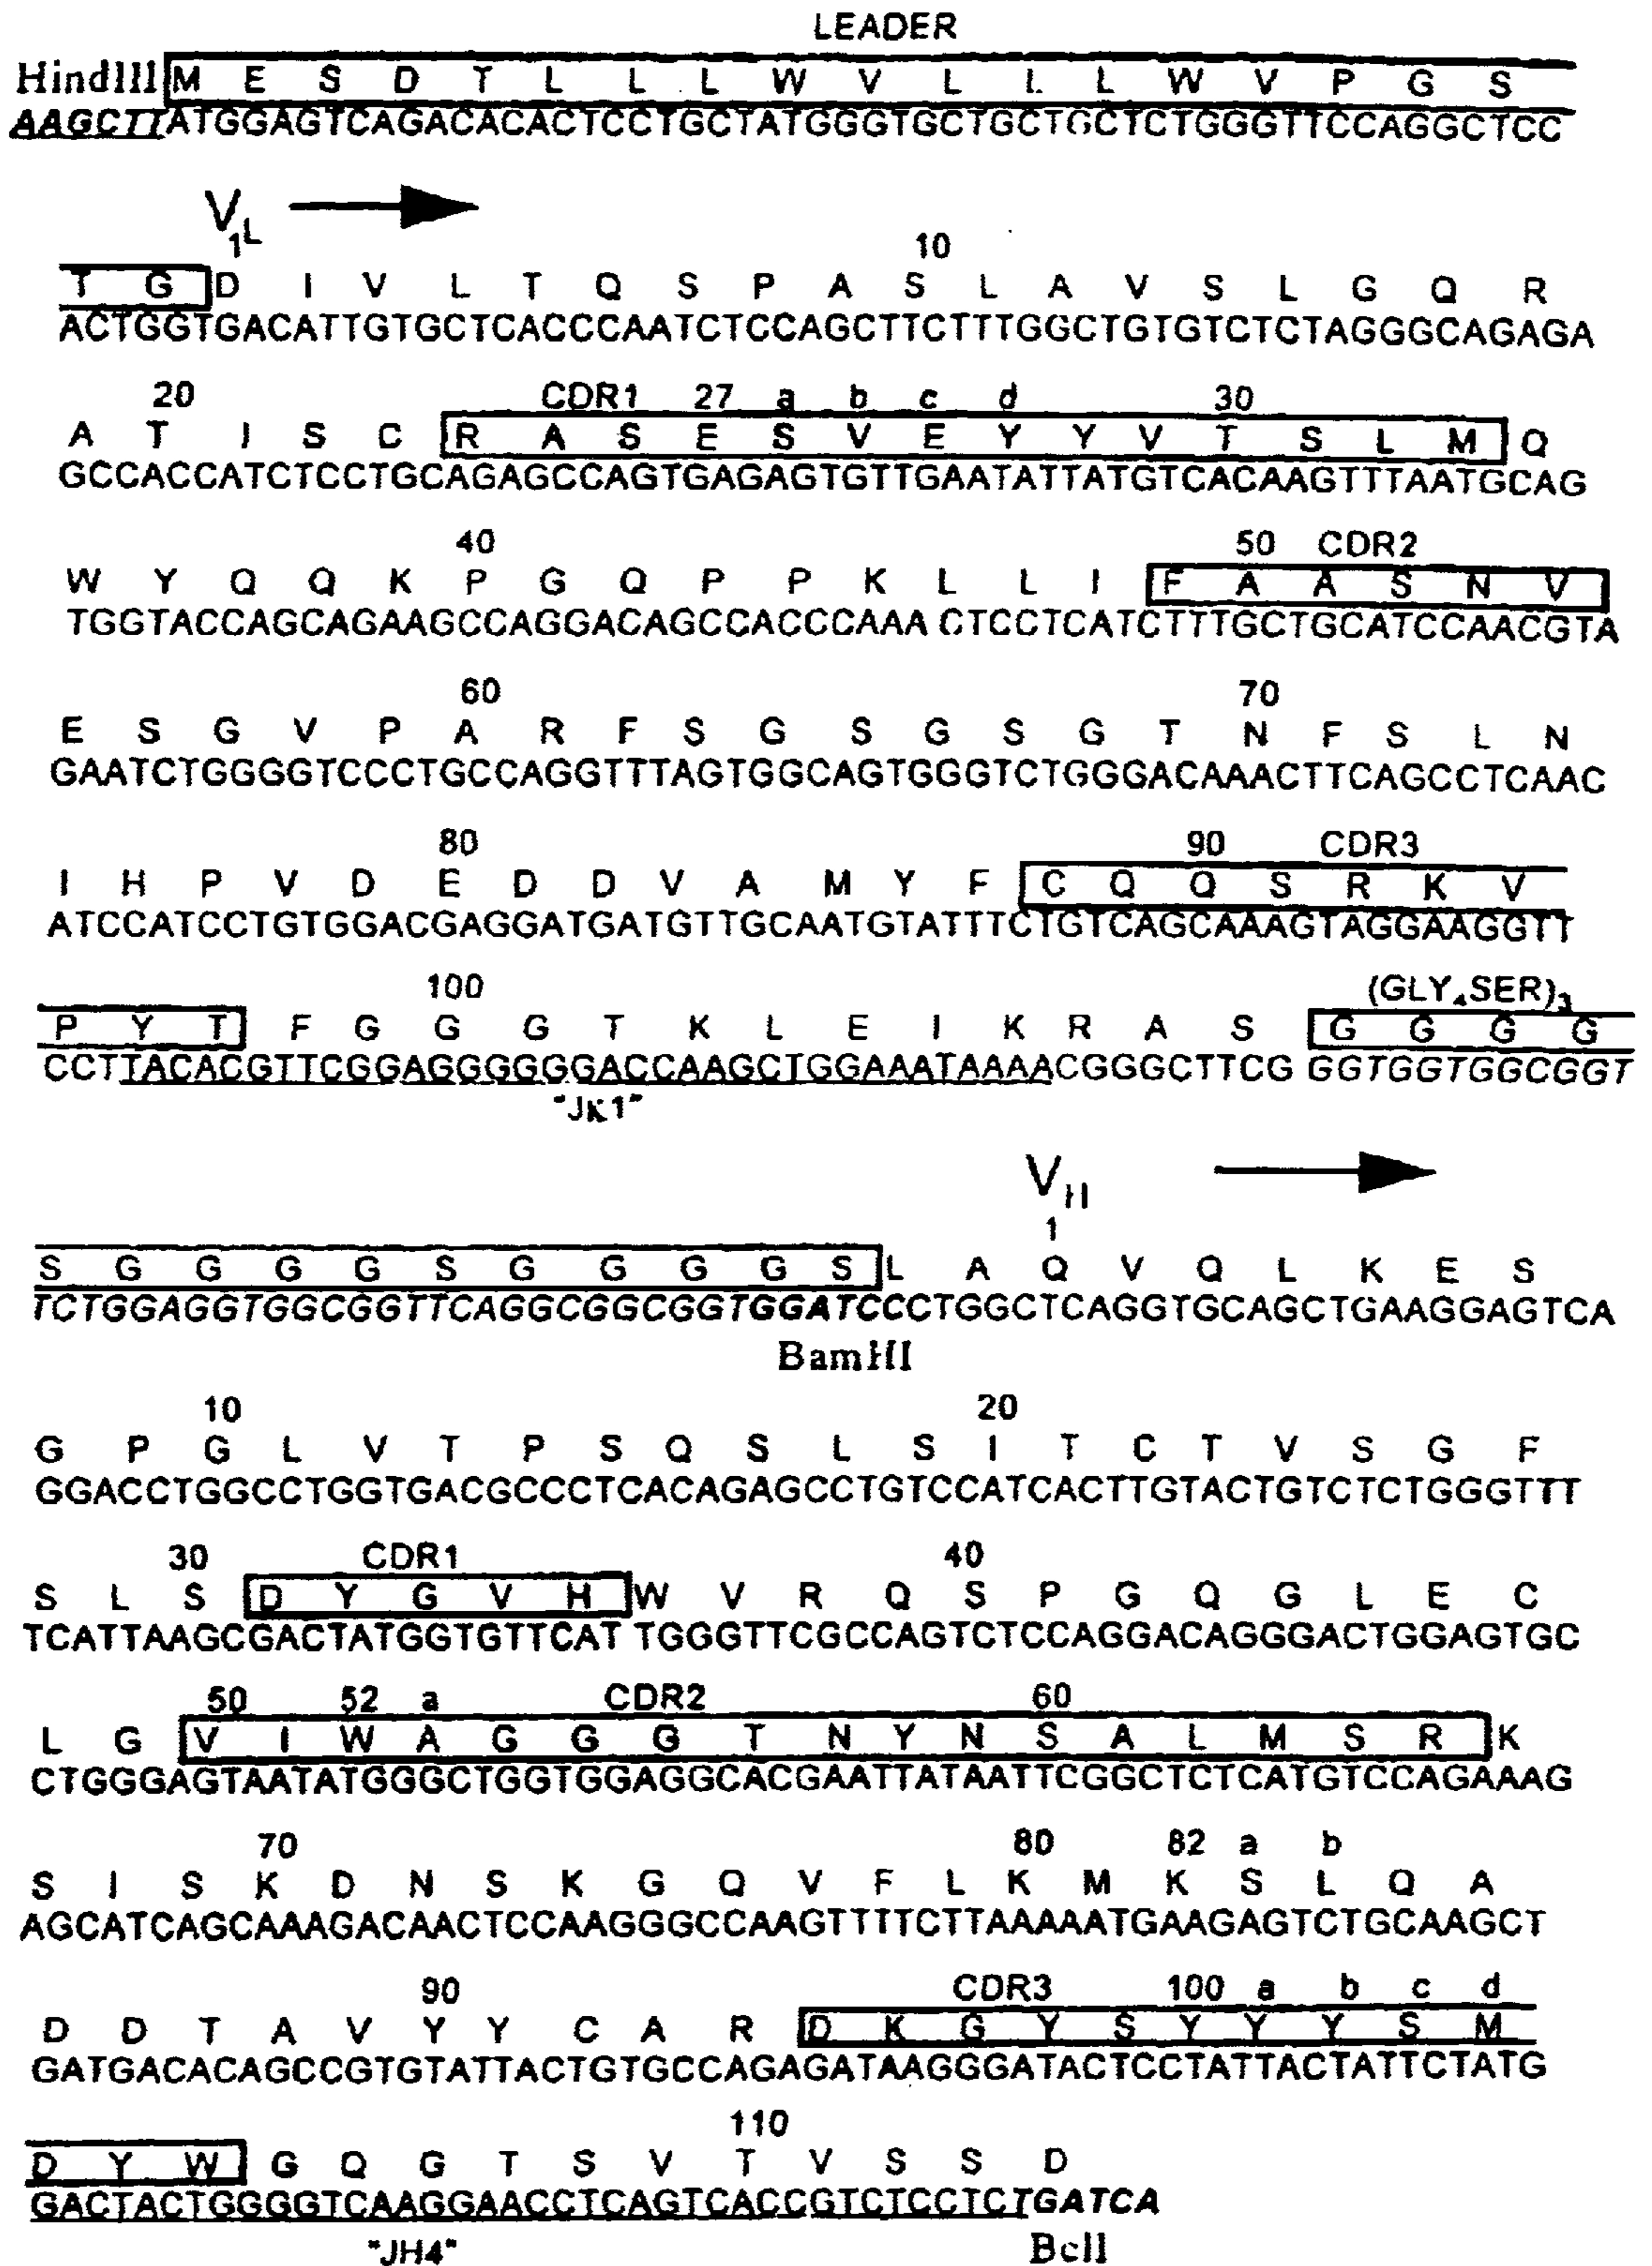 LEADER
HindIII M E S D T L L L W V L L L W V P G S
AAGCTTATGGAGTCAGACACACTCCTGCTATGGGTGCTGCTGCTCTGGGTTCCAGGCTCC
VL
1 10
T G D I V L T Q S P A S L A V S L G Q R
ACTGGTGACATTGTGCTCACCCAATCTCCAGCTTCTTTGGCTGTGTCTCTAGGGCAGAGA
20 CDR1 27 a b c d 30
A T I S C R A S E S V E Y Y V T S L M Q
GCCACCATCTCCTGCAGAGCCAGTGAGAGTGTTGAATATTATGTCACAAGTTTAATGCAG
40 50 CDR2
W Y Q Q K P G Q P P K L L I F A A S N V
TGGTACCAGCAGAAGCCAGGACAGCCACCCAAA CTCCTCATCTTTGCTGCATCCAACGTA
60 70
E S G V P A R F S G S G S G T N F S L N
GAATCTGGGGTCCCTGCCAGGTTTAGTGGCAGTGGGTCTGGGACAAACTTCAGCCTCAAC
80 90 CDR3
I H P V D E D D V A M Y F C Q Q S R K V
ATCCATCCTGTGGACGAGGATGATGTTGCAATGTATTTCTGTCAGCAAAGTAGGAAGGTT
100 (GLY4SER)3
P Y T F G G G T K L E I K R A S G G G G
CCTTACACGTTCGGAGGGGGGACCAAGCTGGAAATAAAACGGGCTTCG GGTGGTGGCGGT
"JK1"
VH
1
S G G G G S G G G G S L A Q V Q L K E S
TCTGGAGGTGGCGGTTCAGGCGGCGGTGGATCCCTGGCTCAGGTGCAGCTGAAGGAGTCA
BamHI
10 20
G P G L V T P S Q S L S I T C T V S G F
GGACCTGGCCTGGTGACGCCCTCACAGAGCCTGTCCATCACTTGTACTGTCTCTGGGTTT
30 CDR1 40
S L S D Y G V H W V R Q S P G Q G L E C
TCATTAAGCGACTATGGTGTTCAT TGGGTTCGCCAGTCTCCAGGACAGGGACTGGAGTGC
50 52 a CDR2 60
L G V I W A G G G T N Y N S A L M S R K
CTGGGAGTAATATGGGCTGGTGGAGGCACGAATTATAATTCGGCTCTCATGTCCAGAAAG
70 80 82 a b
S I S K D N S K G Q V F L K M K S L Q A
AGCATCAGCAAAGACAACTCCAAGGGCCAAGTTTTCTTAAAAATGAAGAGTCTGCAAGCT
90 CDR3 100 a b c d
D D T A V Y Y C A R D K G Y S Y Y Y S M
GATGACACAGCCGTGTATTACTGTGCCAGAGATAAGGGATACTCCTATTACTATTCTATG
110
D Y W G Q G T S V T V S S D
GACTACTGGGGTCAAGGAACCTCAGTCACCGTCTCCTCTGATCA
"JH4" BclI